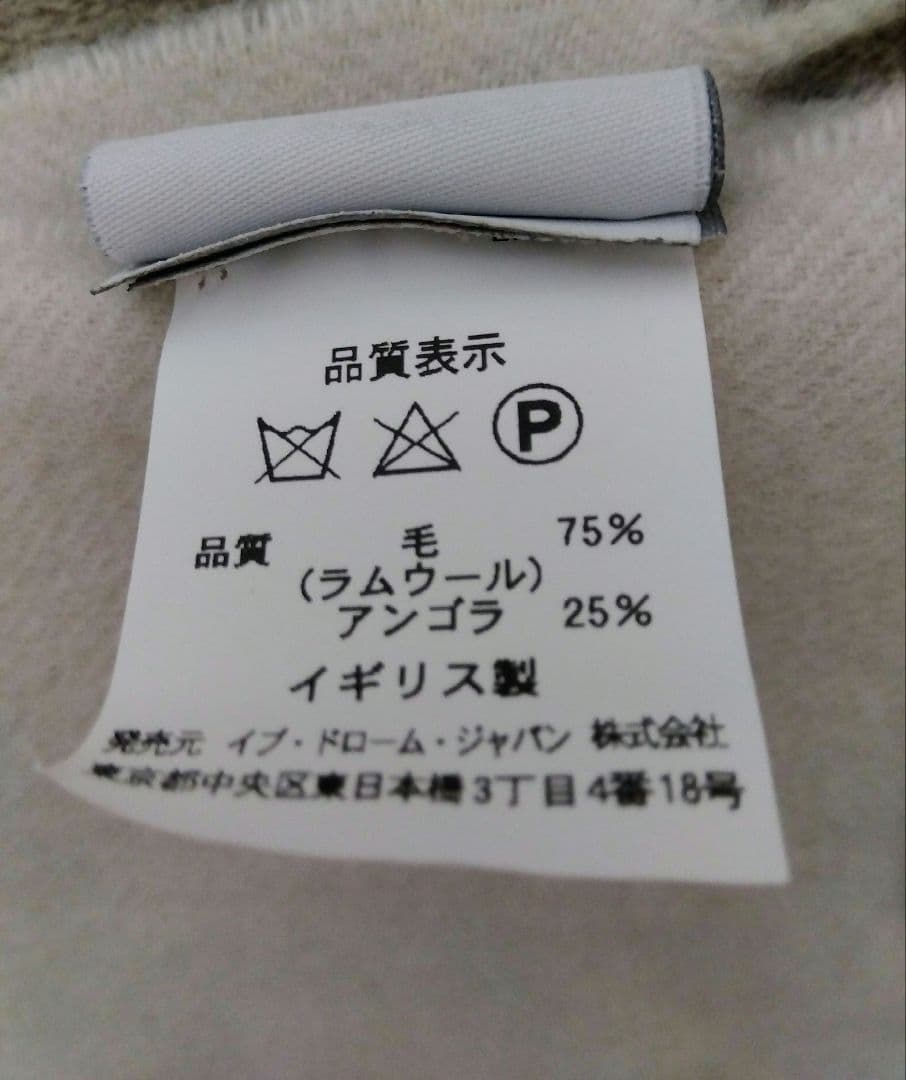 品質表示
P
品質 毛 75%
(ラムウール)
アンゴラ 25%
イギリス製
発売元 イブ・ドローム・ジャパン 株式会社
東京都中央区東日本橋3丁目4番18号